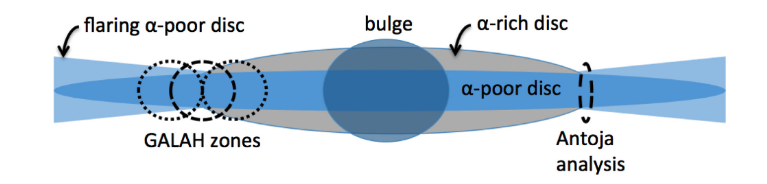 flaring α-poor disc
bulge
α-rich disc
α-poor disc
GALAH zones
Antoja
analysis